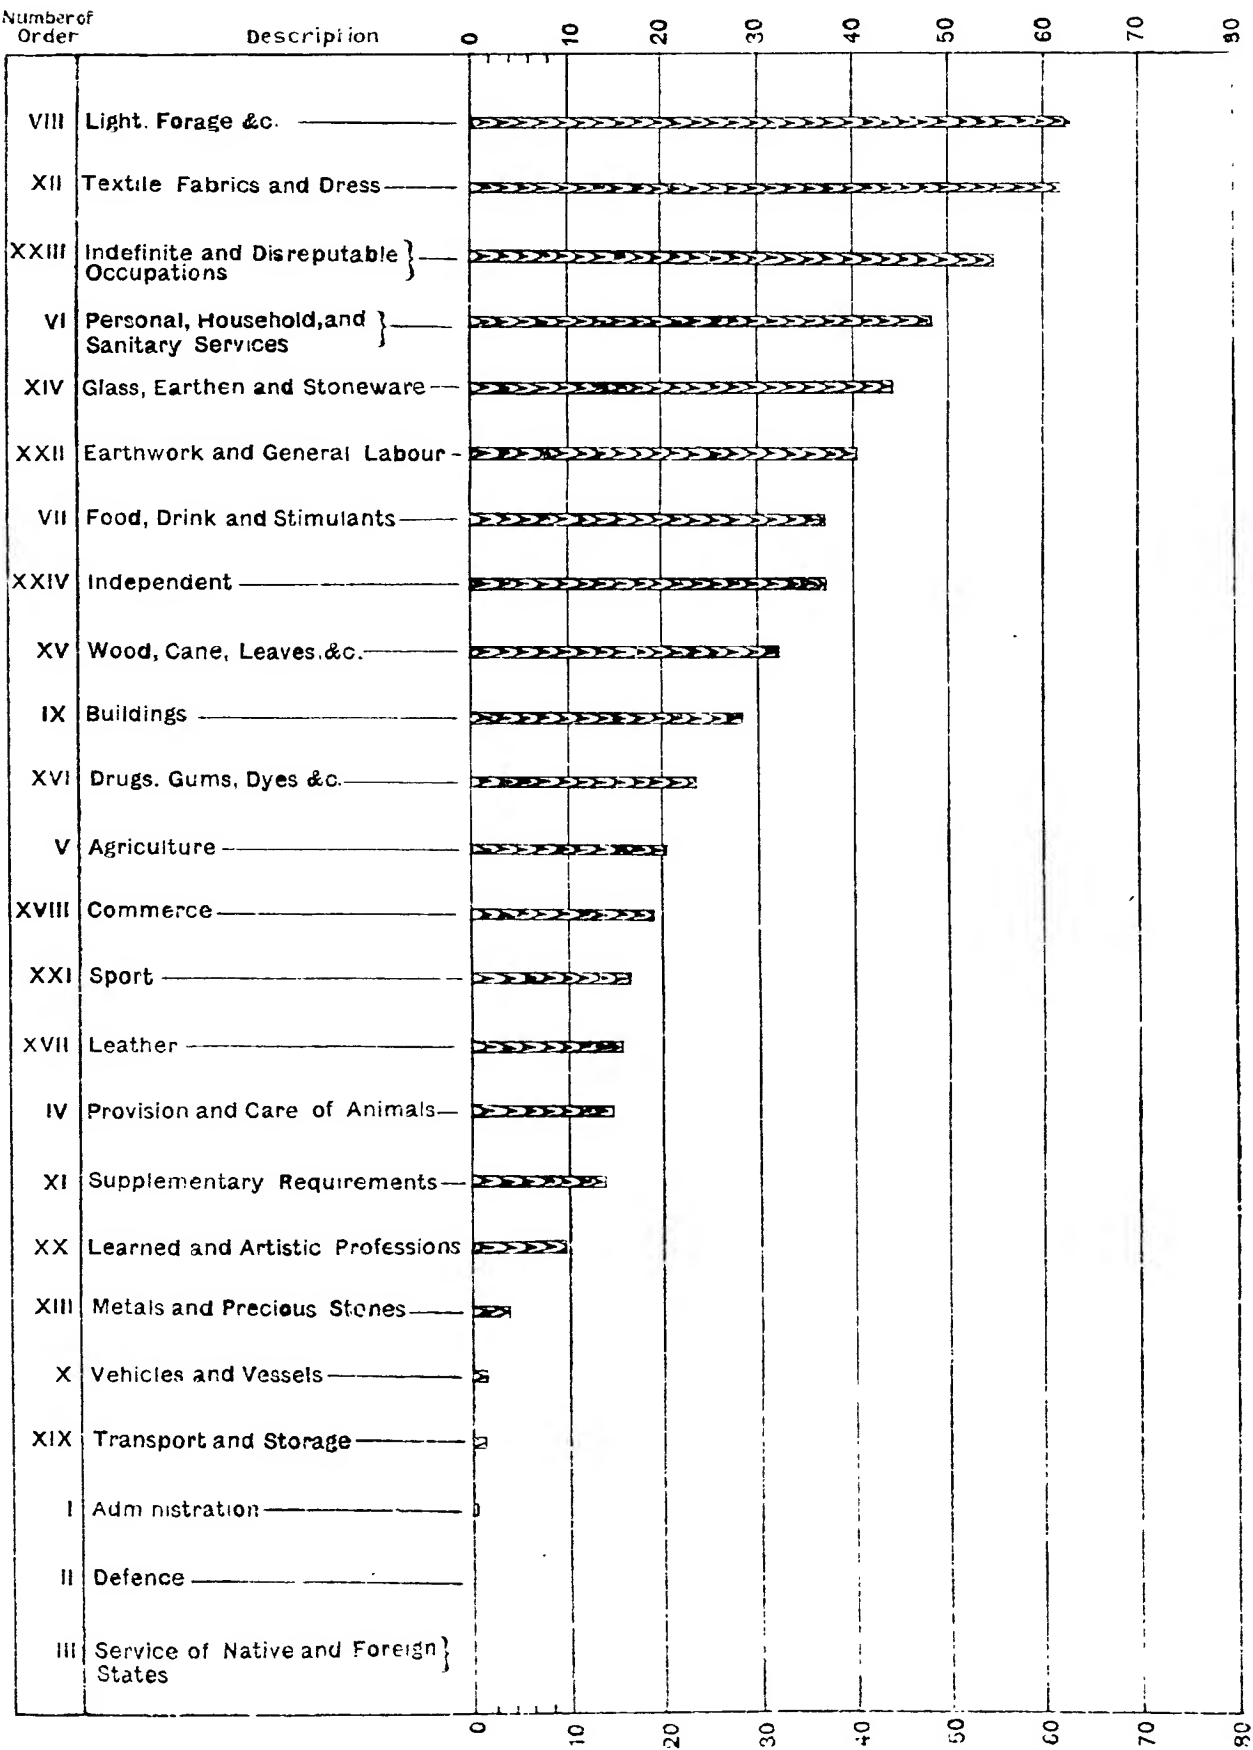 Number of
Order Description 0 10 20 30 40 50 60 70 80
VIII Light. Forage &c.
XII Textile Fabrics and Dress
XXIII Indefinite and Disreputable
Occupations
VI Personal, Household, and
Sanitary Services
XIV Glass, Earthen and Stoneware
XXII Earthwork and General Labour
VII Food, Drink and Stimulants
XXIV Independent
XV Wood, Cane, Leaves, &c.
IX Buildings
XVI Drugs. Gums, Dyes &c.
V Agriculture
XVIII Commerce
XXI Sport
XVII Leather
IV Provision and Care of Animals
XI Supplementary Requirements
XX Learned and Artistic Professions
XIII Metals and Precious Stones
X Vehicles and Vessels
XIX Transport and Storage
I Adm nistration
II Defence
III Service of Native and Foreign
States
0 10 20 30 40 50 60 70 80